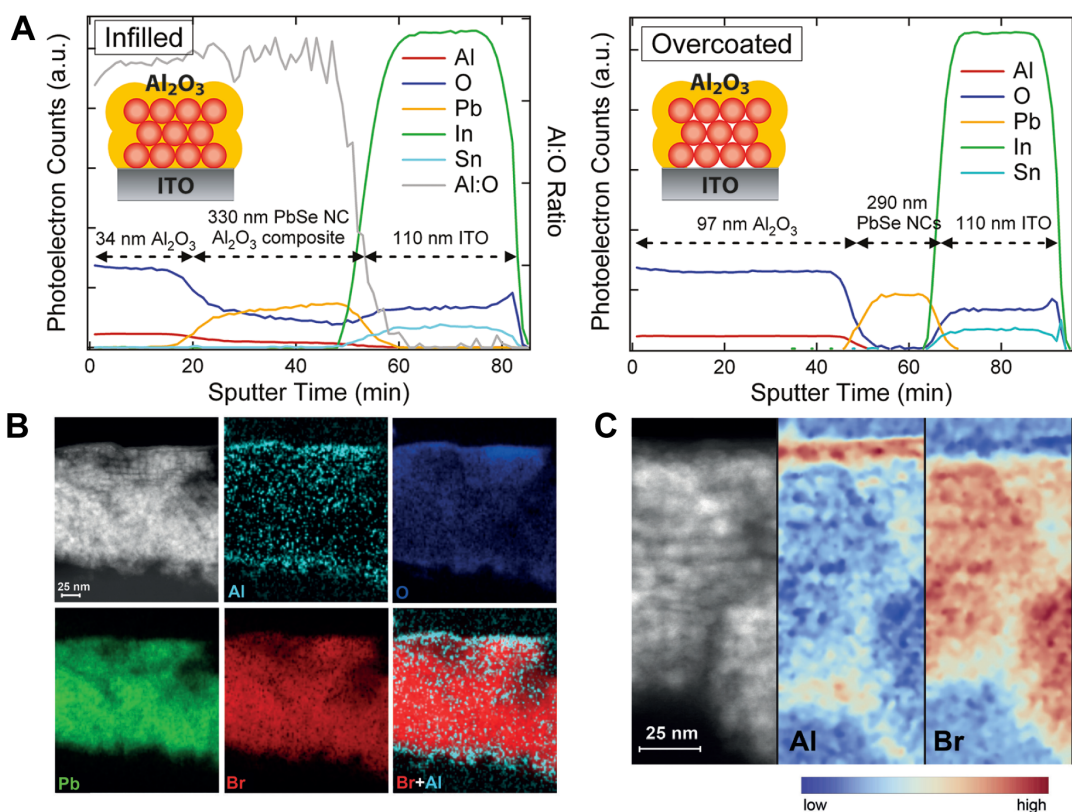 A
Infilled
Al
O
Pb
In
Sn
Al:O
Al₂O₃
ITO
34 nm Al₂O₃
330 nm PbSe NC
Al₂O₃ composite
110 nm ITO
Photoelectron Counts (a.u.)
Al:O Ratio
0
20
40
60
80
Sputter Time (min)
Overcoated
Al
O
Pb
In
Sn
Al₂O₃
ITO
97 nm Al₂O₃
290 nm
PbSe NCs
110 nm ITO
Photoelectron Counts (a.u.)
0
20
40
60
80
Sputter Time (min)
B
25 nm
Al
O
Pb
Br
Br+Al
C
25 nm
Al
Br
low
high